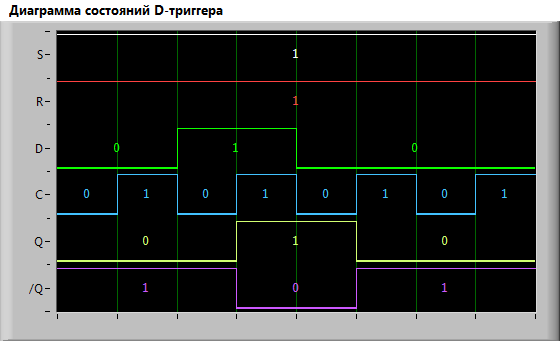 Диаграмма состояний D-триггера
S 1
R 1
D 0 1 0
C 0 1 0 1 0 1 0 1
Q 0 1 0
/Q 1 0 1